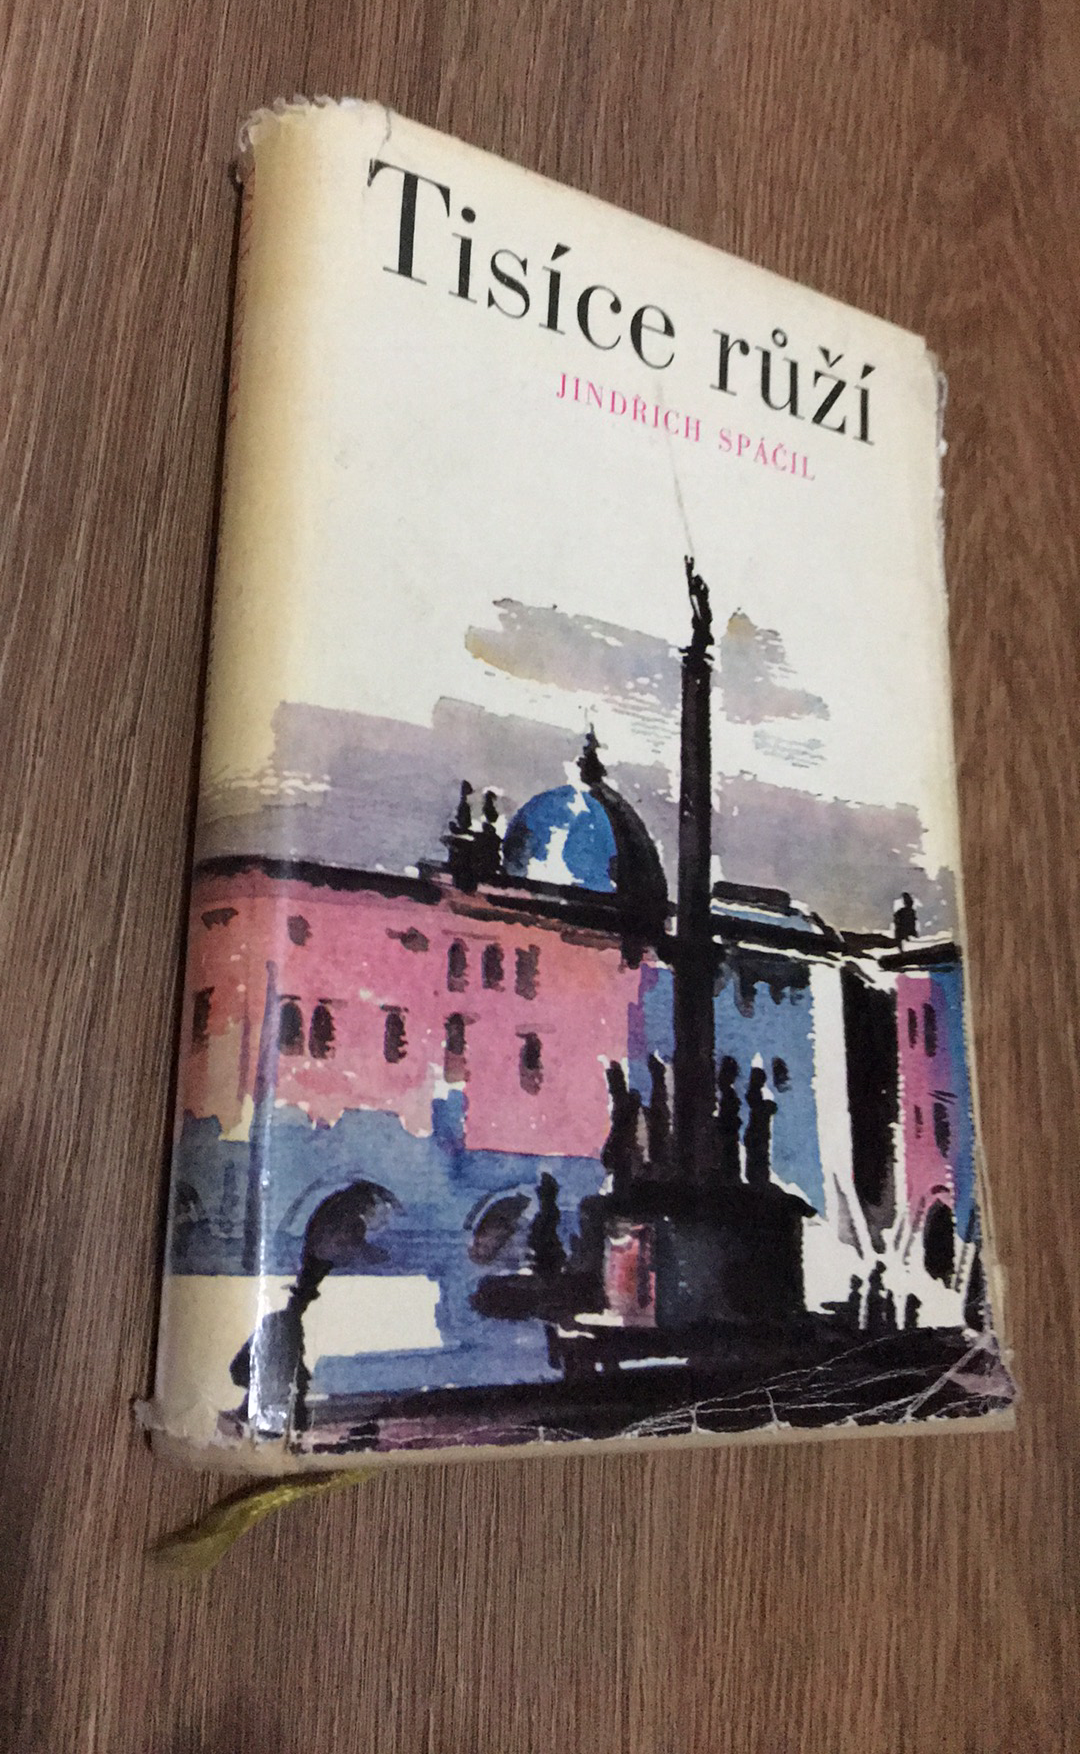 Tisíce růží
JINDŘICH SPÁČIL